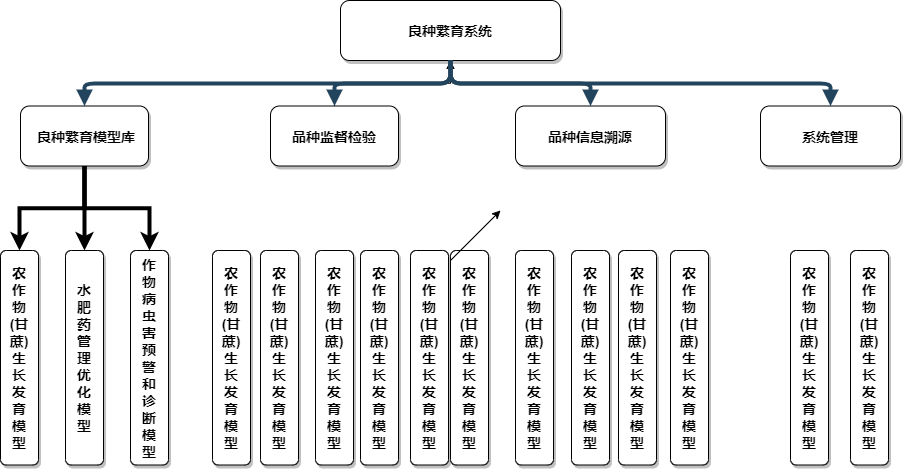 良种繁育系统
良种繁育模型库
品种监督检验
品种信息溯源
系统管理
农作物(甘蔗)生长发育模型
水肥药管理优化模型
作物病虫害预警和诊断模型
农作物(甘蔗)生长发育模型
农作物(甘蔗)生长发育模型
农作物(甘蔗)生长发育模型
农作物(甘蔗)生长发育模型
农作物(甘蔗)生长发育模型
农作物(甘蔗)生长发育模型
农作物(甘蔗)生长发育模型
农作物(甘蔗)生长发育模型
农作物(甘蔗)生长发育模型
农作物(甘蔗)生长发育模型
农作物(甘蔗)生长发育模型
农作物(甘蔗)生长发育模型